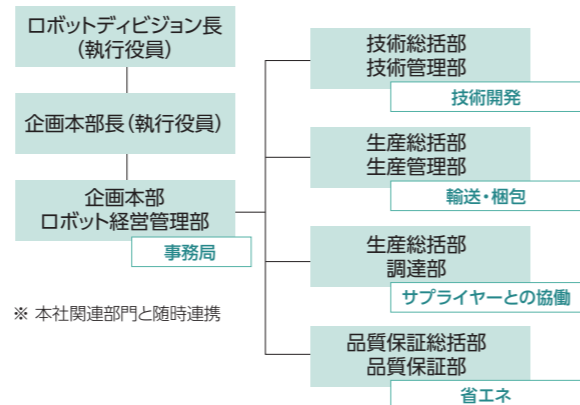 ロボットディビジョン長
（執行役員）
企画本部長（執行役員）
企画本部
ロボット経営管理部
事務局
※ 本社関連部門と随時連携
技術総括部
技術管理部
技術開発
生産総括部
生産管理部
輸送・梱包
生産総括部
調達部
サプライヤーとの協働
品質保証総括部
品質保証部
省エネ